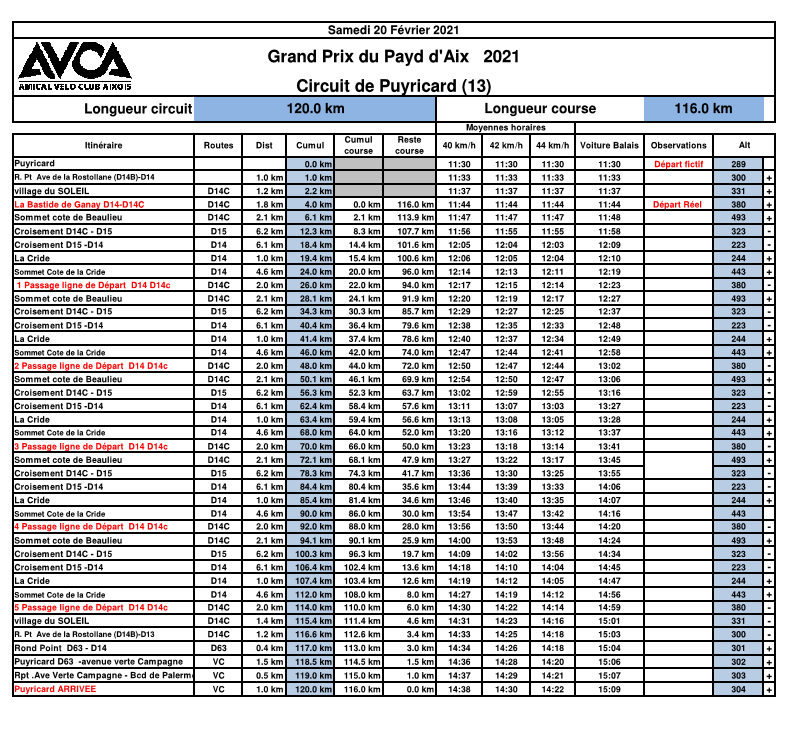 Samedi 20 Février 2021
AVCA
AMICAL VELO CLUB AIXOIS
Grand Prix du Payd d'Aix 2021
Circuit de Puyricard (13)
Longueur circuit 120.0 km Longueur course 116.0 km
Moyennes horaires
Itinéraire Routes Dist Cumul Cumul course Reste course 40 km/h 42 km/h 44 km/h Voiture Balais Observations Alt
Puyricard 0.0 km 11:30 11:30 11:30 11:30 Départ fictif 289
R. Pt Ave de la Rostollane (D14B)-D14 1.0 km 1.0 km 11:33 11:33 11:33 11:33 300 +
village du SOLEIL D14C 1.2 km 2.2 km 11:37 11:37 11:37 11:37 331 +
La Bastide de Ganay D14-D14C D14C 1.8 km 4.0 km 0.0 km 116.0 km 11:44 11:44 11:44 11:44 Départ Réel 380 +
Sommet cote de Beaulieu D14C 2.1 km 6.1 km 2.1 km 113.9 km 11:47 11:47 11:47 11:48 493 +
Croisement D14C - D15 D15 6.2 km 12.3 km 8.3 km 107.7 km 11:56 11:55 11:55 11:58 323 -
Croisement D15 -D14 D14 6.1 km 18.4 km 14.4 km 101.6 km 12:05 12:04 12:03 12:09 223 -
La Cride D14 1.0 km 19.4 km 15.4 km 100.6 km 12:06 12:05 12:04 12:10 244 +
Sommet Cote de la Cride D14 4.6 km 24.0 km 20.0 km 96.0 km 12:14 12:13 12:11 12:19 443 +
1 Passage ligne de Départ D14 D14c D14C 2.0 km 26.0 km 22.0 km 94.0 km 12:17 12:15 12:14 12:23 380 -
Sommet cote de Beaulieu D14C 2.1 km 28.1 km 24.1 km 91.9 km 12:20 12:19 12:17 12:27 493 +
Croisement D14C - D15 D15 6.2 km 34.3 km 30.3 km 85.7 km 12:29 12:27 12:25 12:37 323 -
Croisement D15 -D14 D14 6.1 km 40.4 km 36.4 km 79.6 km 12:38 12:35 12:33 12:48 223 -
La Cride D14 1.0 km 41.4 km 37.4 km 78.6 km 12:40 12:37 12:34 12:49 244 +
Sommet Cote de la Cride D14 4.6 km 46.0 km 42.0 km 74.0 km 12:47 12:44 12:41 12:58 443 +
2 Passage ligne de Départ D14 D14c D14C 2.0 km 48.0 km 44.0 km 72.0 km 12:50 12:47 12:44 13:02 380 -
Sommet cote de Beaulieu D14C 2.1 km 50.1 km 46.1 km 69.9 km 12:54 12:50 12:47 13:06 493 +
Croisement D14C - D15 D15 6.2 km 56.3 km 52.3 km 63.7 km 13:02 12:59 12:55 13:16 323 -
Croisement D15 -D14 D14 6.1 km 62.4 km 58.4 km 57.6 km 13:11 13:07 13:03 13:27 223 -
La Cride D14 1.0 km 63.4 km 59.4 km 56.6 km 13:13 13:08 13:05 13:28 244 +
Sommet Cote de la Cride D14 4.6 km 68.0 km 64.0 km 52.0 km 13:20 13:16 13:12 13:37 443 +
3 Passage ligne de Départ D14 D14c D14C 2.0 km 70.0 km 66.0 km 50.0 km 13:23 13:18 13:14 13:41 380 -
Sommet cote de Beaulieu D14C 2.1 km 72.1 km 68.1 km 47.9 km 13:27 13:22 13:17 13:45 493 +
Croisement D14C - D15 D15 6.2 km 78.3 km 74.3 km 41.7 km 13:36 13:30 13:25 13:55 323 -
Croisement D15 -D14 D14 6.1 km 84.4 km 80.4 km 35.6 km 13:44 13:39 13:33 14:06 223 -
La Cride D14 1.0 km 85.4 km 81.4 km 34.6 km 13:46 13:40 13:35 14:07 244 +
Sommet Cote de la Cride D14 4.6 km 90.0 km 86.0 km 30.0 km 13:54 13:47 13:42 14:16 443
4 Passage ligne de Départ D14 D14c D14C 2.0 km 92.0 km 88.0 km 28.0 km 13:56 13:50 13:44 14:20 380 -
Sommet cote de Beaulieu D14C 2.1 km 94.1 km 90.1 km 25.9 km 14:00 13:53 13:48 14:24 493 +
Croisement D14C - D15 D15 6.2 km 100.3 km 96.3 km 19.7 km 14:09 14:02 13:56 14:34 323 -
Croisement D15 -D14 D14 6.1 km 106.4 km 102.4 km 13.6 km 14:18 14:10 14:04 14:45 223 -
La Cride D14 1.0 km 107.4 km 103.4 km 12.6 km 14:19 14:12 14:05 14:47 244 +
Sommet Cote de la Cride D14 4.6 km 112.0 km 108.0 km 8.0 km 14:27 14:19 14:12 14:56 443 +
5 Passage ligne de Départ D14 D14c D14C 2.0 km 114.0 km 110.0 km 6.0 km 14:30 14:22 14:14 14:59 380 -
village du SOLEIL D14C 1.4 km 115.4 km 111.4 km 4.6 km 14:31 14:23 14:16 15:01 331 -
R. Pt Ave de la Rostollane (D14B)-D13 D14C 1.2 km 116.6 km 112.6 km 3.4 km 14:33 14:25 14:18 15:03 300 -
Rond Point D63 - D14 D63 0.4 km 117.0 km 113.0 km 3.0 km 14:34 14:26 14:18 15:04 301 +
Puyricard D63 -avenue verte Campagne VC 1.5 km 118.5 km 114.5 km 1.5 km 14:36 14:28 14:20 15:06 302 +
Rpt .Ave Verte Campagne - Bcd de Palerm VC 0.5 km 119.0 km 115.0 km 1.0 km 14:37 14:29 14:21 15:07 303 +
Puyricard ARRIVEE VC 1.0 km 120.0 km 116.0 km 0.0 km 14:38 14:30 14:22 15:09 304 +